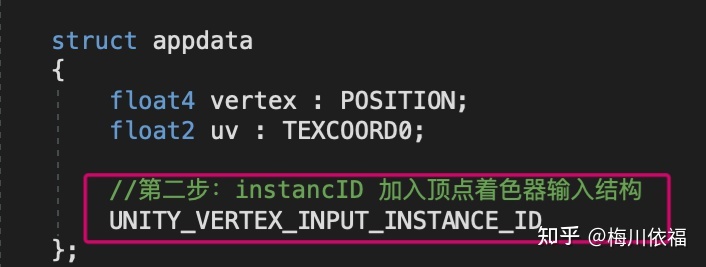 struct appdata
{
float4 vertex : POSITION;
float2 uv : TEXCOORD0;
//第二步：instancID 加入顶点着色器输入结构
UNITY_VERTEX_INPUT_INSTANCE_ID
};
知乎 @梅川依福